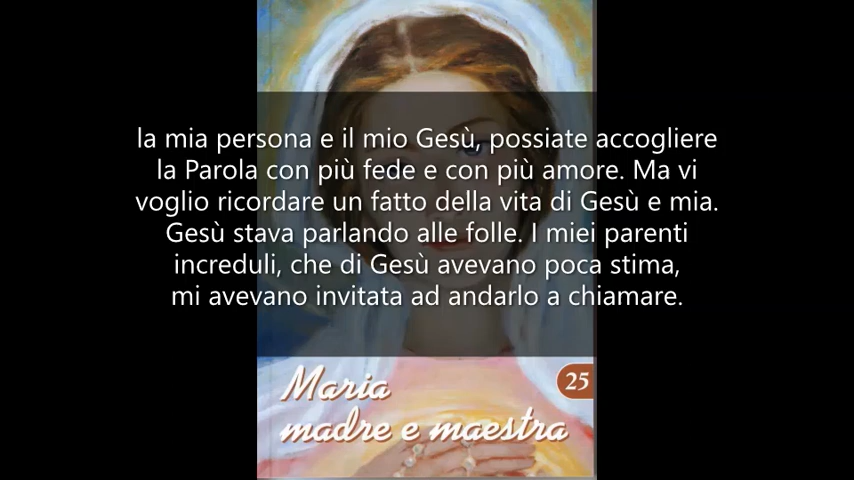 la mia persona e il mio Gesù, possiate accogliere
la Parola con più fede e con più amore. Ma vi
voglio ricordare un fatto della vita di Gesù e mia.
Gesù stava parlando alle folle. I miei parenti
increduli, che di Gesù avevano poca stima,
mi avevano invitata ad andarlo a chiamare.
Maria
25
madre e maestra